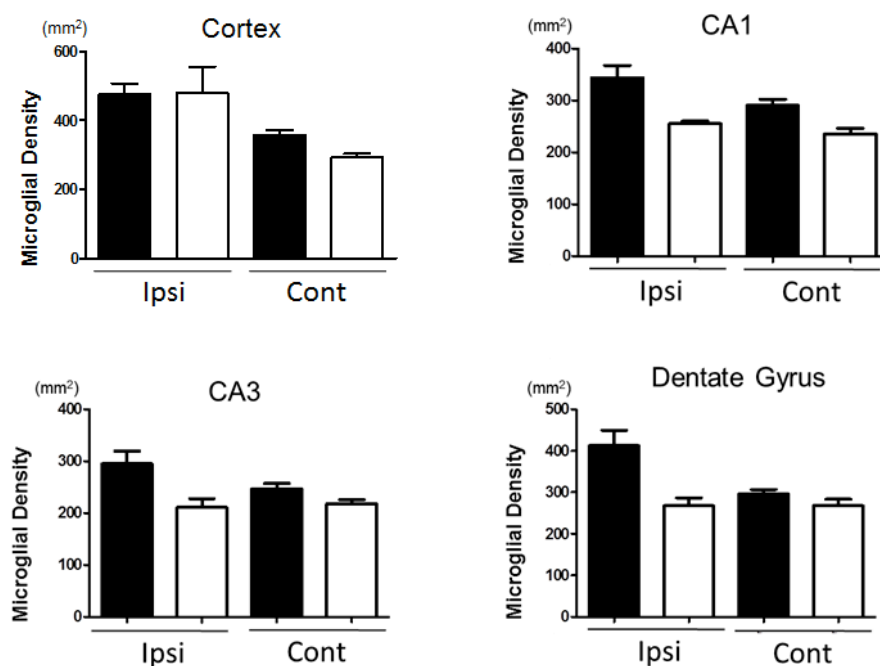 Cortex
(mm2)
Microglial Density
600
400
200
0
Ipsi Cont
CA1
(mm2)
Microglial Density
400
300
200
100
0
Ipsi Cont
CA3
(mm2)
Microglial Density
400
300
200
100
0
Ipsi Cont
Dentate Gyrus
(mm2)
Microglial Density
500
400
300
200
100
0
Ipsi Cont